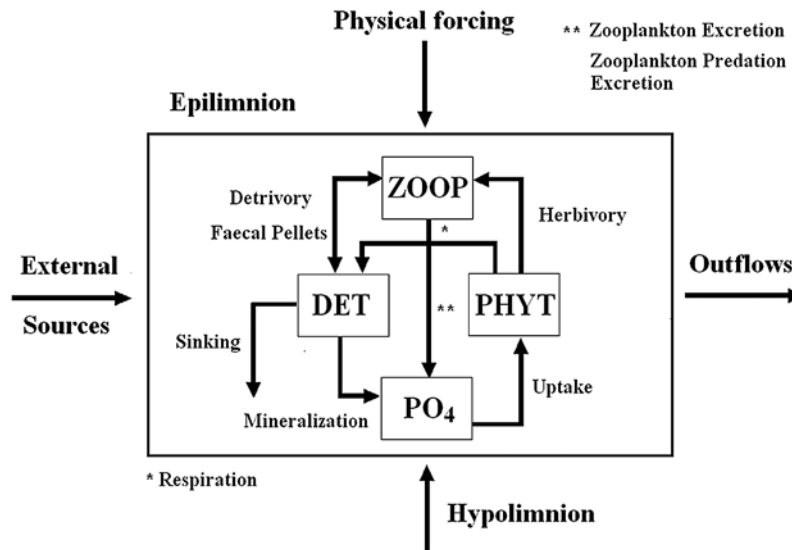 Physical forcing
** Zooplankton Excretion
Zooplankton Predation
Excretion
Epilimnion
ZOOP
Detrivory
Herbivory
*
Faecal Pellets
External
Sources
Outflows
DET
**
PHYT
Sinking
Uptake
PO₄
Mineralization
* Respiration
Hypolimnion